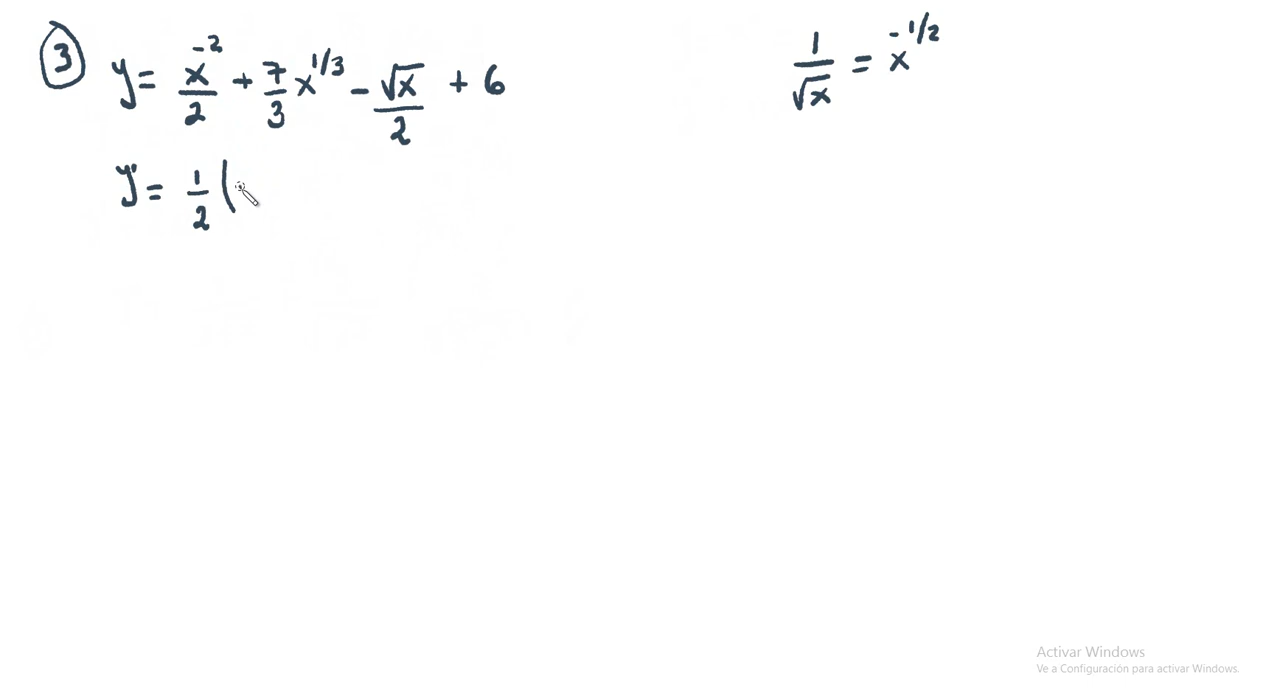 ③ y = x⁻²/2 + 7/3 x^1/3 - √x/2 + 6
1/√x = x^-1/2
y' = 1/2 (
Activar Windows
Ve a Configuración para activar Windows.